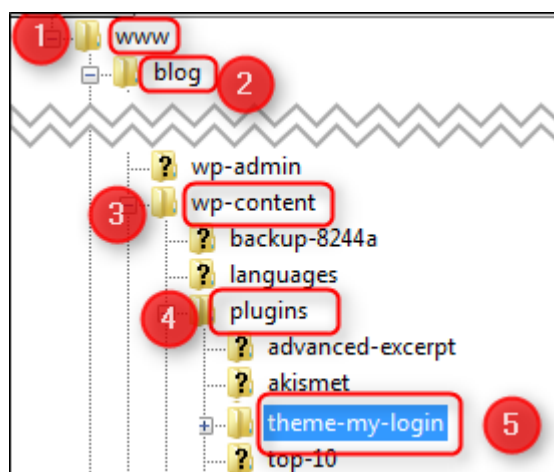 1 www
blog 2
wp-admin
3 wp-content
backup-8244a
languages
4 plugins
advanced-excerpt
akismet
theme-my-login 5
top-10